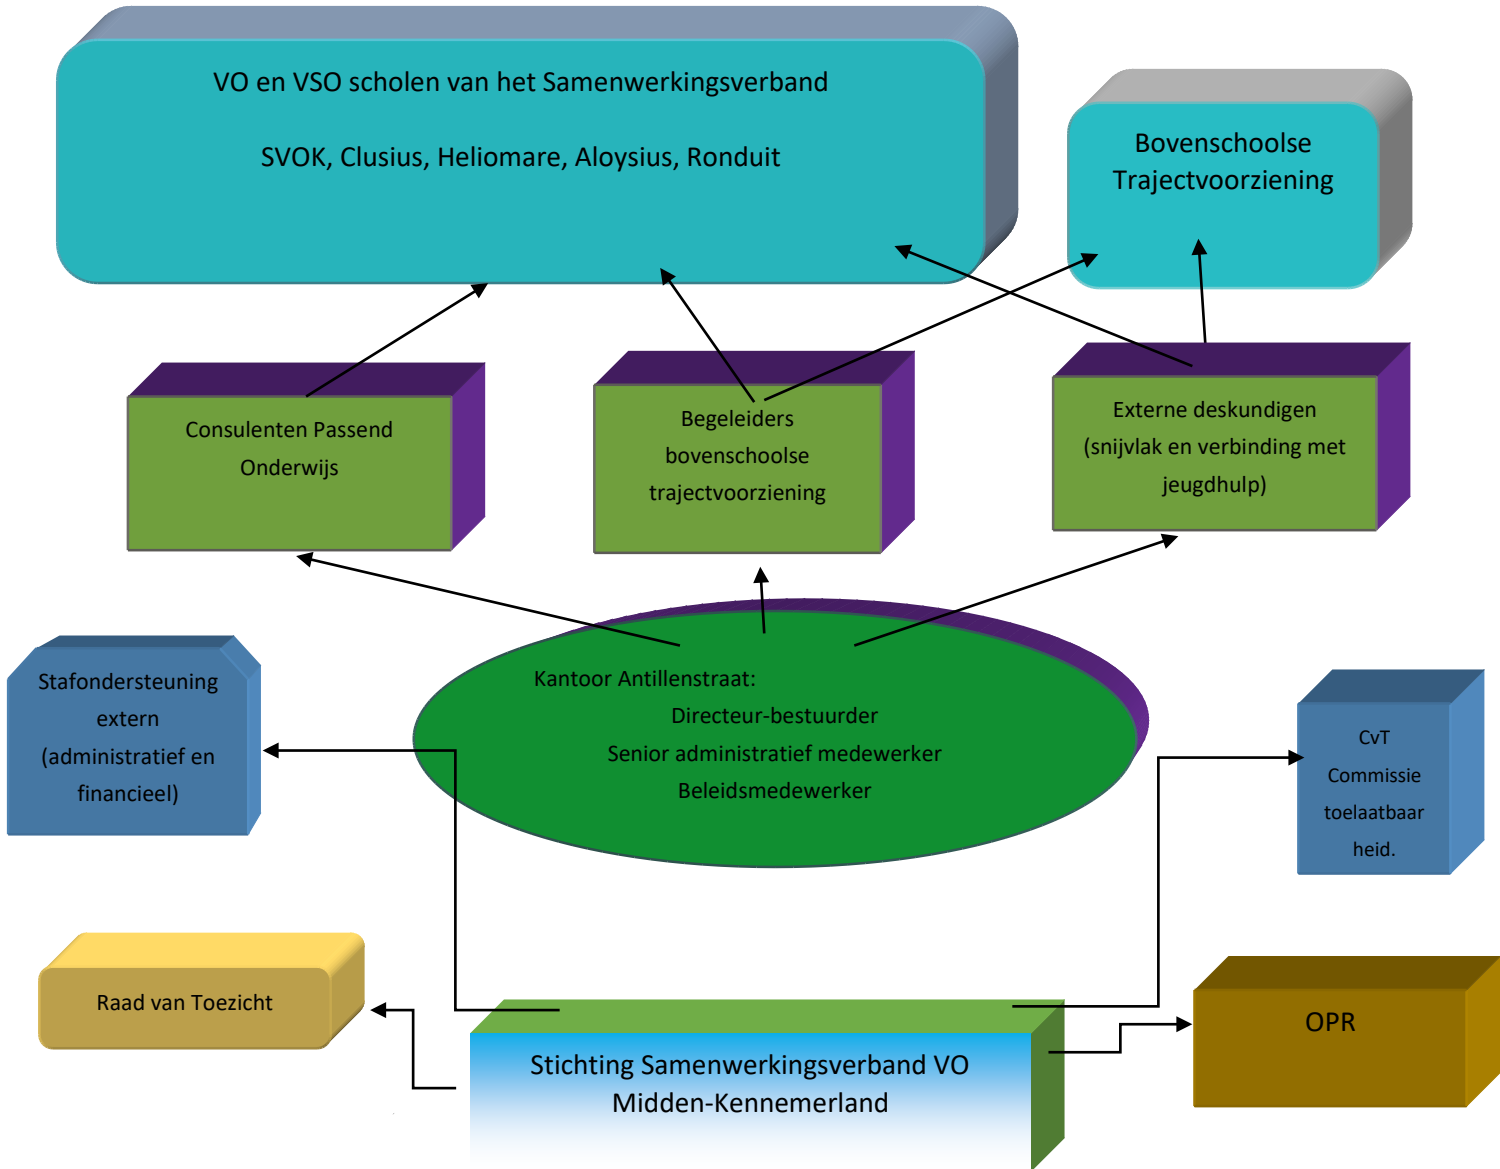 VO en VSO scholen van het Samenwerkingsverband
SVOK, Clusius, Heliomare, Aloysius, Ronduit
Bovenschoolse
Trajectvoorziening
Consulenten Passend
Onderwijs
Begeleiders
bovenschoolse
trajectvoorziening
Externe deskundigen
(snijvlak en verbinding met
jeugdhulp)
Stafondersteuning
extern
(administratief en
financieel)
Kantoor Antillenstraat:
Directeur-bestuurder
Senior administratief medewerker
Beleidsmedewerker
CvT
Commissie
toelaatbaar
heid.
Raad van Toezicht
Stichting Samenwerkingsverband VO
Midden-Kennemerland
OPR